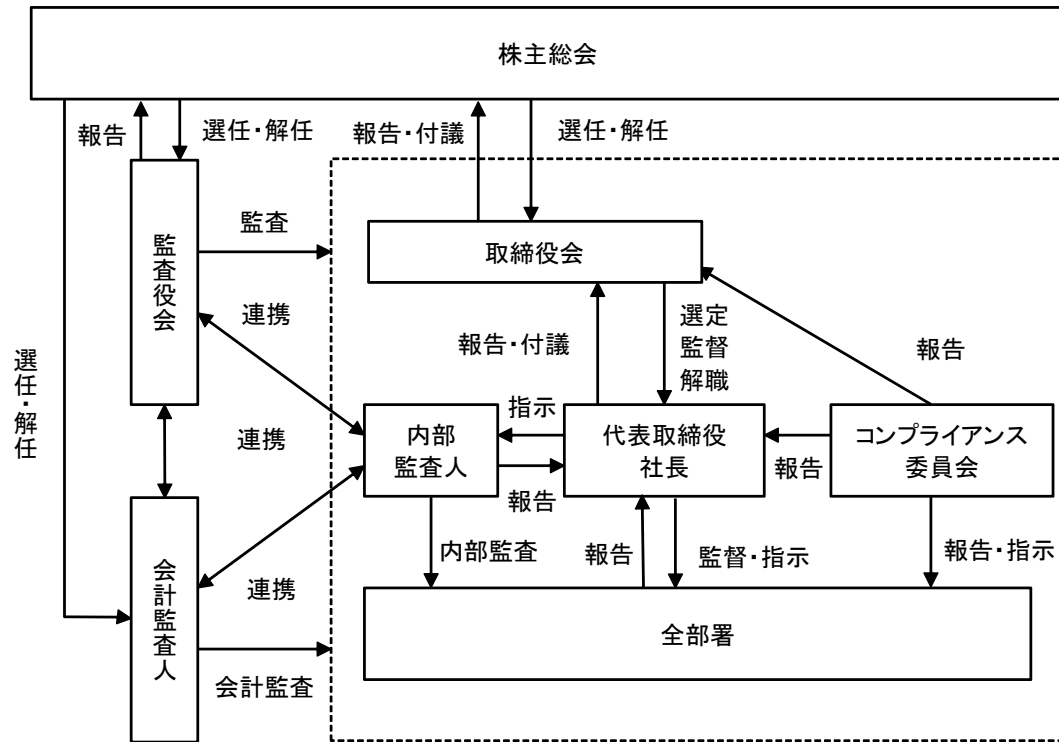 株主総会
報告
選任・解任
報告・付議
選任・解任
監査役会
監査
取締役会
連携
報告・付議
選定
監督
解職
報告
選任・解任
連携
内部
監査人
指示
報告
代表取締役
社長
報告
コンプライアンス
委員会
内部監査
報告
監督・指示
報告・指示
連携
会計監査人
全部署
会計監査